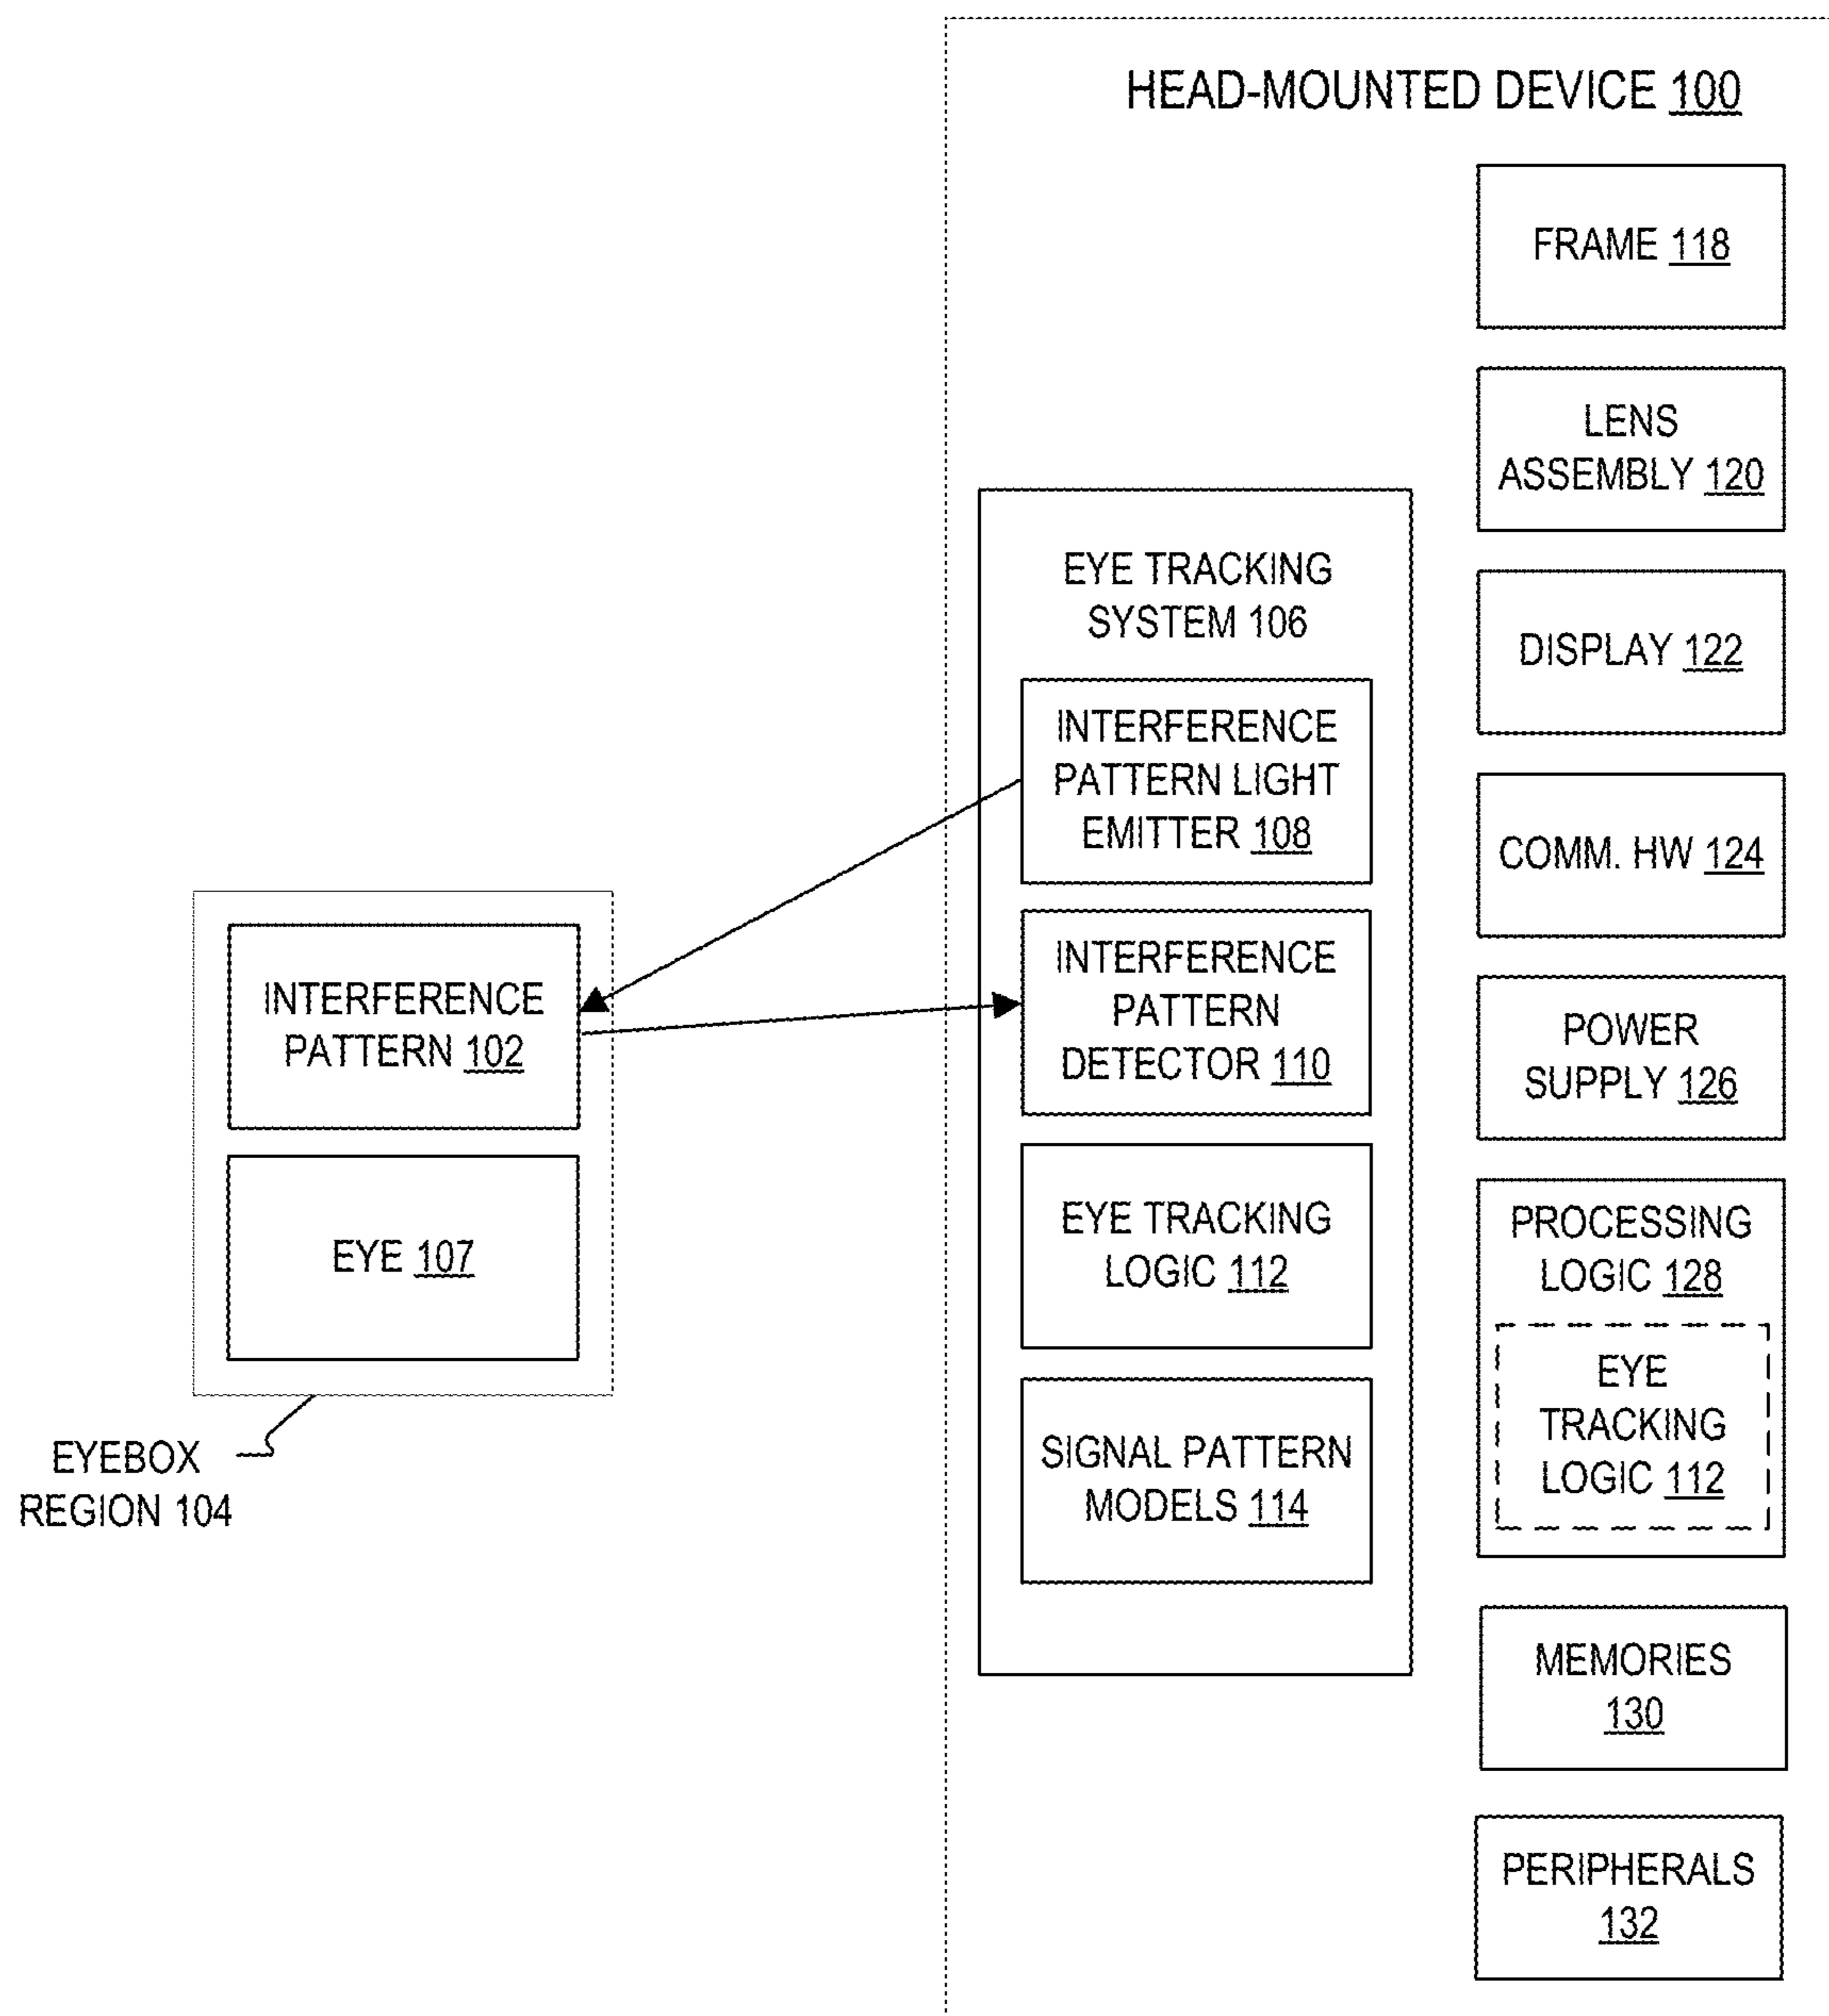 HEAD-MOUNTED DEVICE 100
FRAME 118
LENS
ASSEMBLY 120
DISPLAY 122
COMM. HW 124
POWER
SUPPLY 126
PROCESSING
LOGIC 128
EYE
TRACKING
LOGIC 112
MEMORIES
130
PERIPHERALS
132
EYE TRACKING
SYSTEM 106
INTERFERENCE
PATTERN LIGHT
EMITTER 108
INTERFERENCE
PATTERN
DETECTOR 110
EYE TRACKING
LOGIC 112
SIGNAL PATTERN
MODELS 114
INTERFERENCE
PATTERN 102
EYE 107
EYEBOX
REGION 104